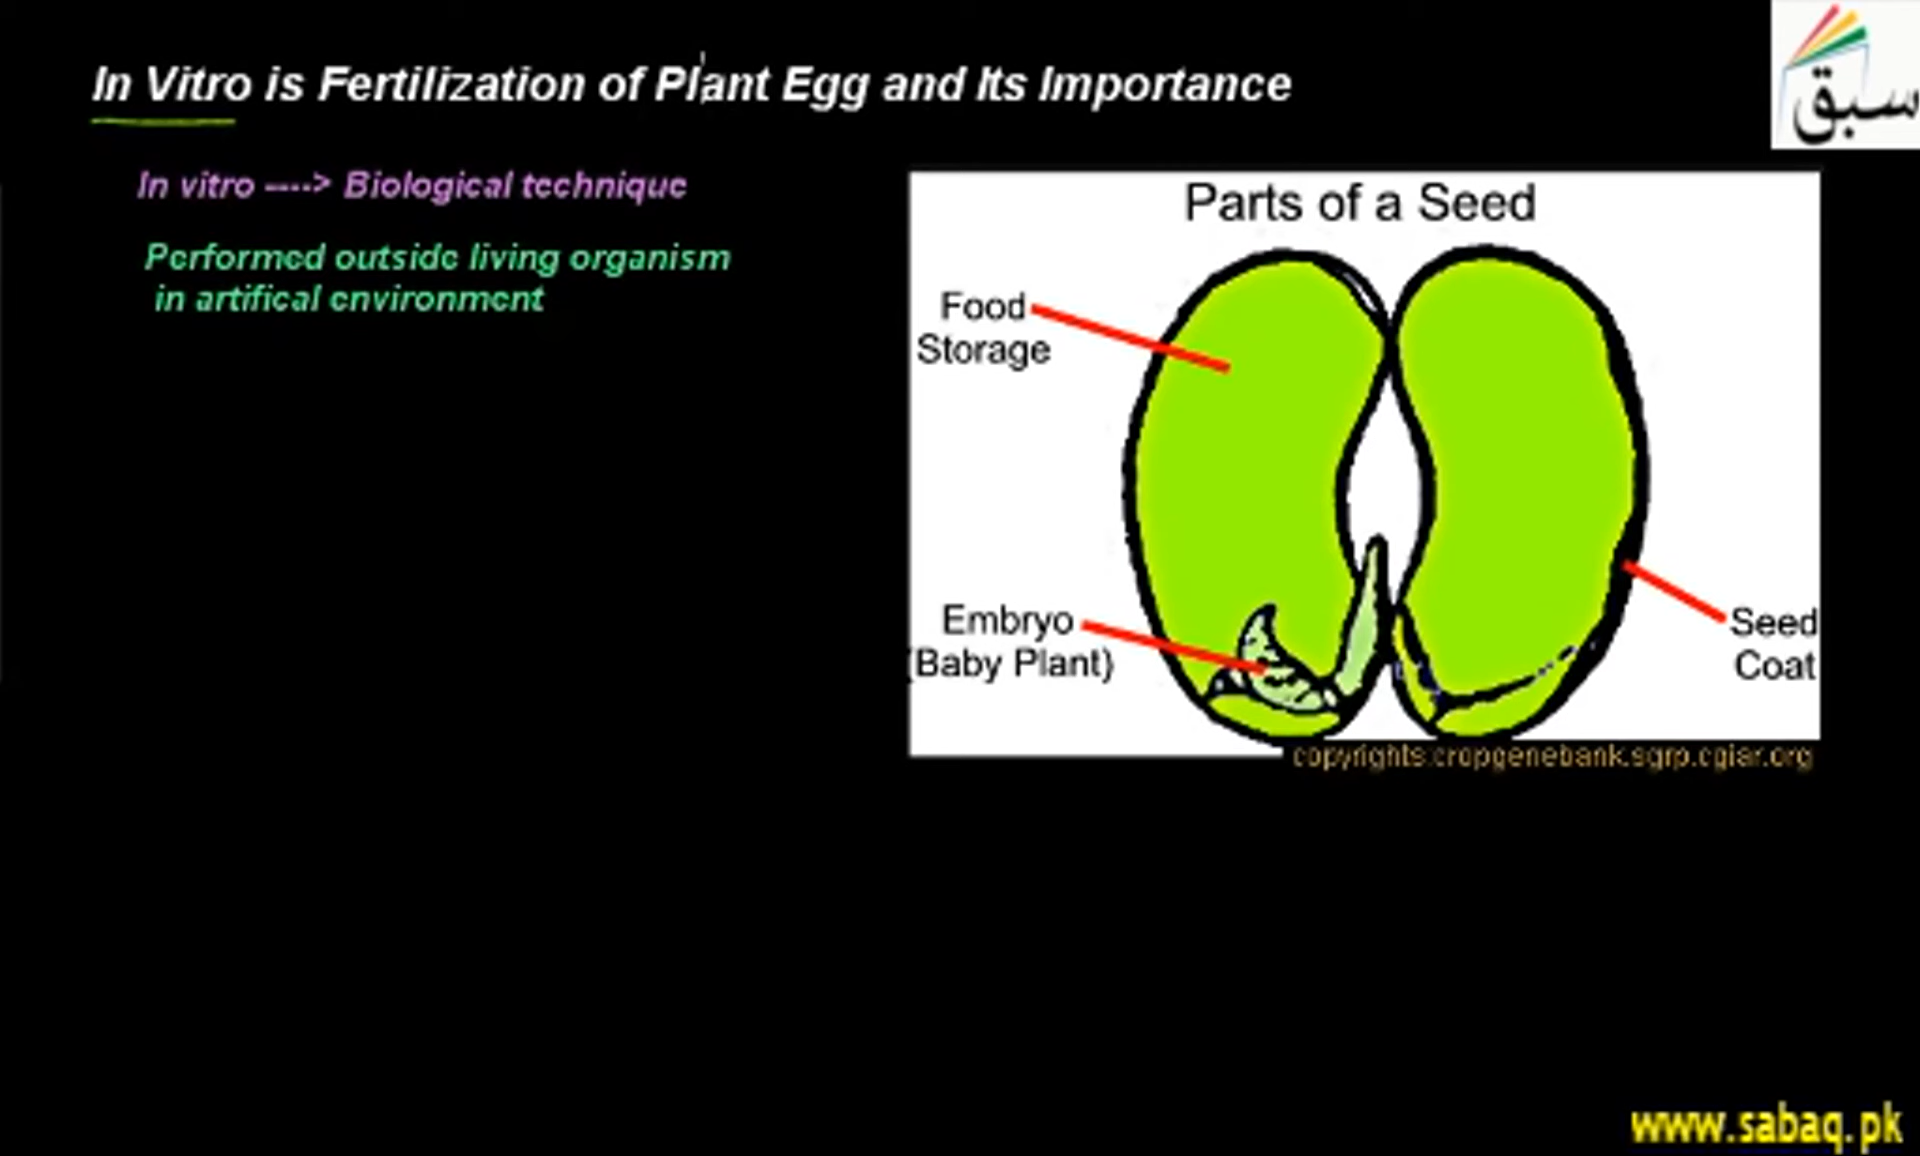 In Vitro is Fertilization of Plant Egg and Its Importance
سبق
In vitro ----> Biological technique
Performed outside living organism
in artifical environment
Parts of a Seed
Food
Storage
Embryo
(Baby Plant)
Seed
Coat
copyrights:cropgenebank.sgrp.cgiar.org
www.sabaq.pk